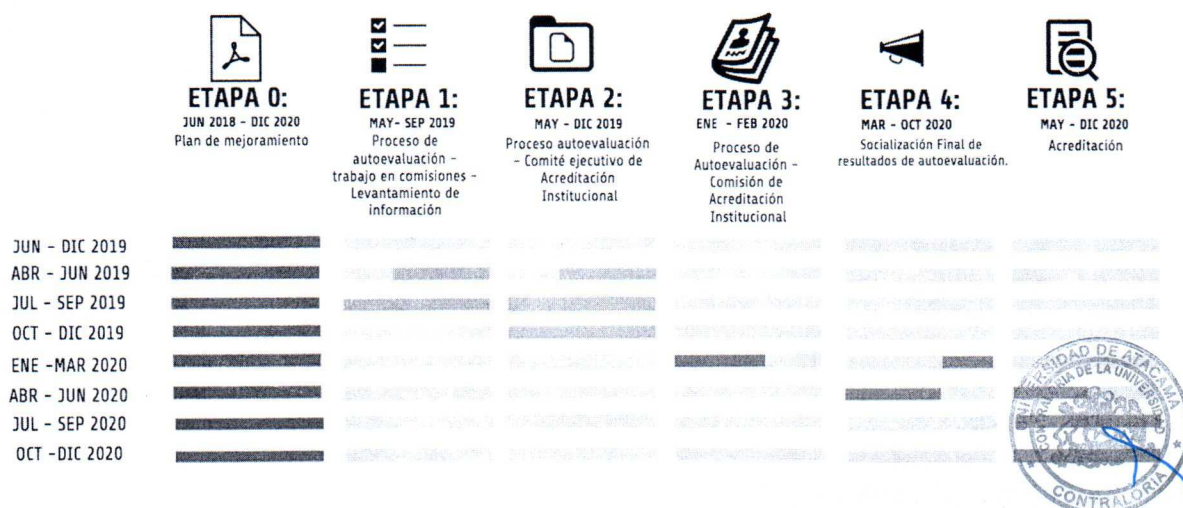 ETAPA 0:
JUN 2018 - DIC 2020
Plan de mejoramiento
ETAPA 1:
MAY- SEP 2019
Proceso de
autoevaluación -
trabajo en comisiones -
Levantamiento de
información
ETAPA 2:
MAY - DIC 2019
Proceso autoevaluación
- Comité ejecutivo de
Acreditación
Institucional
ETAPA 3:
ENE - FEB 2020
Proceso de
Autoevaluación -
Comisión de
Acreditación
Institucional
ETAPA 4:
MAR - OCT 2020
Socialización Final de
resultados de autoevaluación.
ETAPA 5:
MAY - DIC 2020
Acreditación
JUN - DIC 2019
ABR - JUN 2019
JUL - SEP 2019
OCT - DIC 2019
ENE -MAR 2020
ABR - JUN 2020
JUL - SEP 2020
OCT -DIC 2020
DE ATACAMA
DE LA UNIVERSIDAD
CONTRALORIA